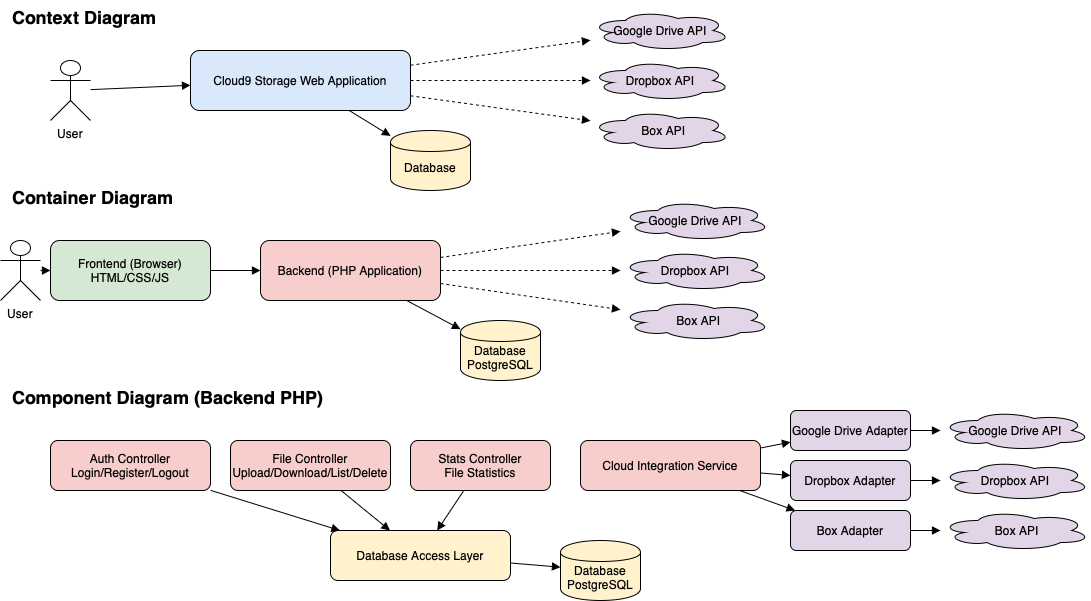 Context Diagram
Google Drive API
Cloud9 Storage Web Application
Dropbox API
User
Box API
Database
Container Diagram
Google Drive API
Frontend (Browser)
HTML/CSS/JS
Backend (PHP Application)
Dropbox API
User
Box API
Database
PostgreSQL
Component Diagram (Backend PHP)
Auth Controller
Login/Register/Logout
File Controller
Upload/Download/List/Delete
Stats Controller
File Statistics
Cloud Integration Service
Google Drive Adapter
Google Drive API
Dropbox Adapter
Dropbox API
Box Adapter
Box API
Database Access Layer
Database
PostgreSQL